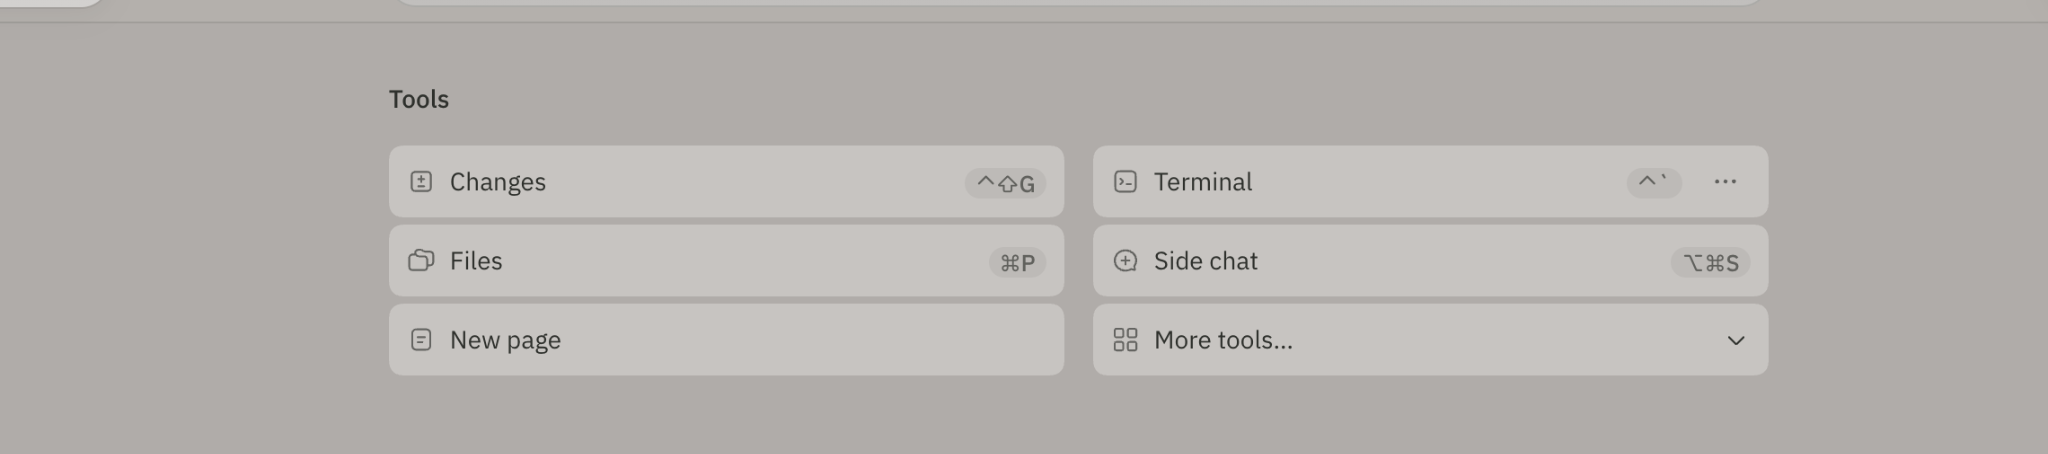 Tools
Changes ^⇧G
Terminal ^` ···
Files ⌘P
Side chat ⌥⌘S
New page
More tools...